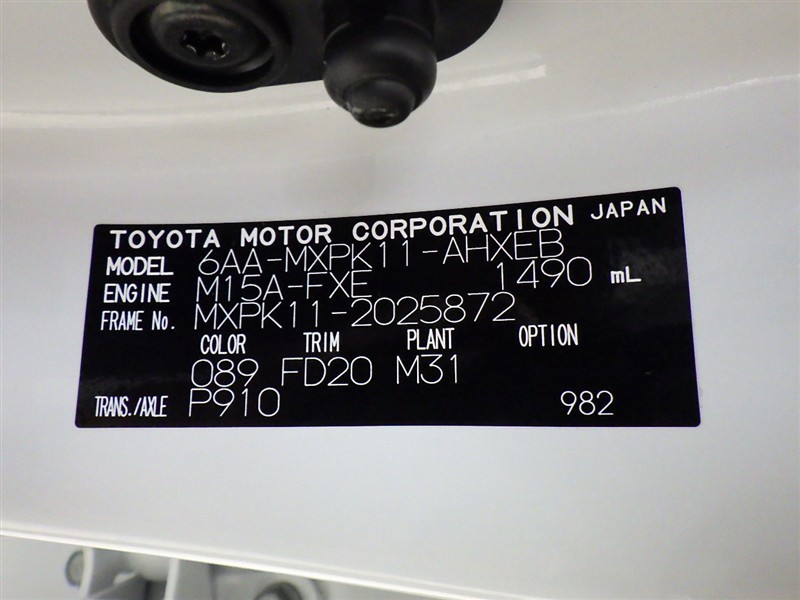 TOYOTA MOTOR CORPORATION JAPAN
MODEL 6AA-MXPK11-AHXEB
ENGINE M15A-FXE 1490 mL
FRAME No. MXPK11-2025872
COLOR TRIM PLANT OPTION
089 FD20 M31
TRANS./AXLE P910 982